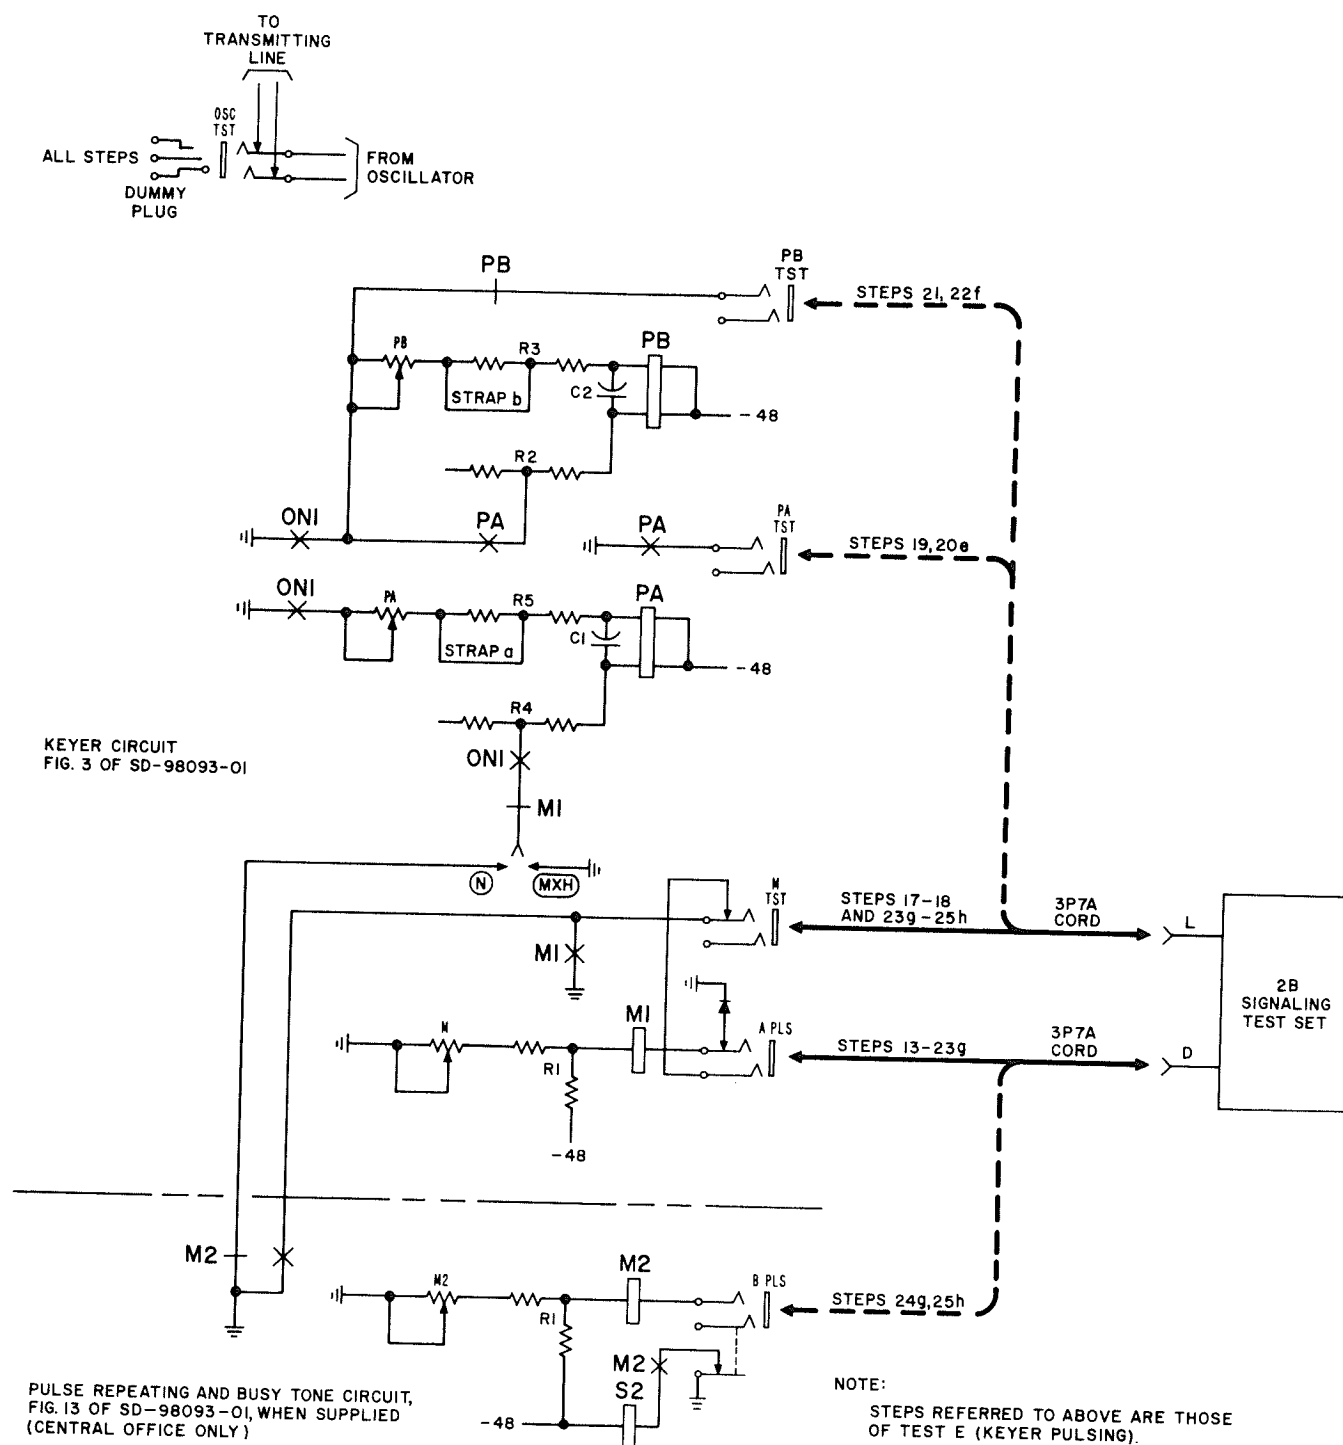 TO
TRANSMITTING
LINE
OSC
TST
ALL STEPS
FROM
OSCILLATOR
DUMMY
PLUG
PB
PB
TST
STEPS 21, 22f
PB
R3
PB
STRAP b
C2
-48
R2
ON1
PA
PA
PA
TST
STEPS 19, 20e
ON1
PA
R5
PA
STRAP a
C1
-48
R4
ON1
KEYER CIRCUIT
FIG. 3 OF SD-98093-01
M1
N
MXH
M
TST
STEPS 17-18
AND 23g-25h
3P7A
CORD
L
M1
2B
SIGNALING
TEST SET
M
M1
A PLS
STEPS 13-23g
3P7A
CORD
D
R1
-48
M2
M2
M2
B PLS
STEPS 24g, 25h
R1
M2
S2
-48
PULSE REPEATING AND BUSY TONE CIRCUIT,
FIG. 13 OF SD-98093-01, WHEN SUPPLIED
(CENTRAL OFFICE ONLY)
NOTE:
STEPS REFERRED TO ABOVE ARE THOSE
OF TEST E (KEYER PULSING).